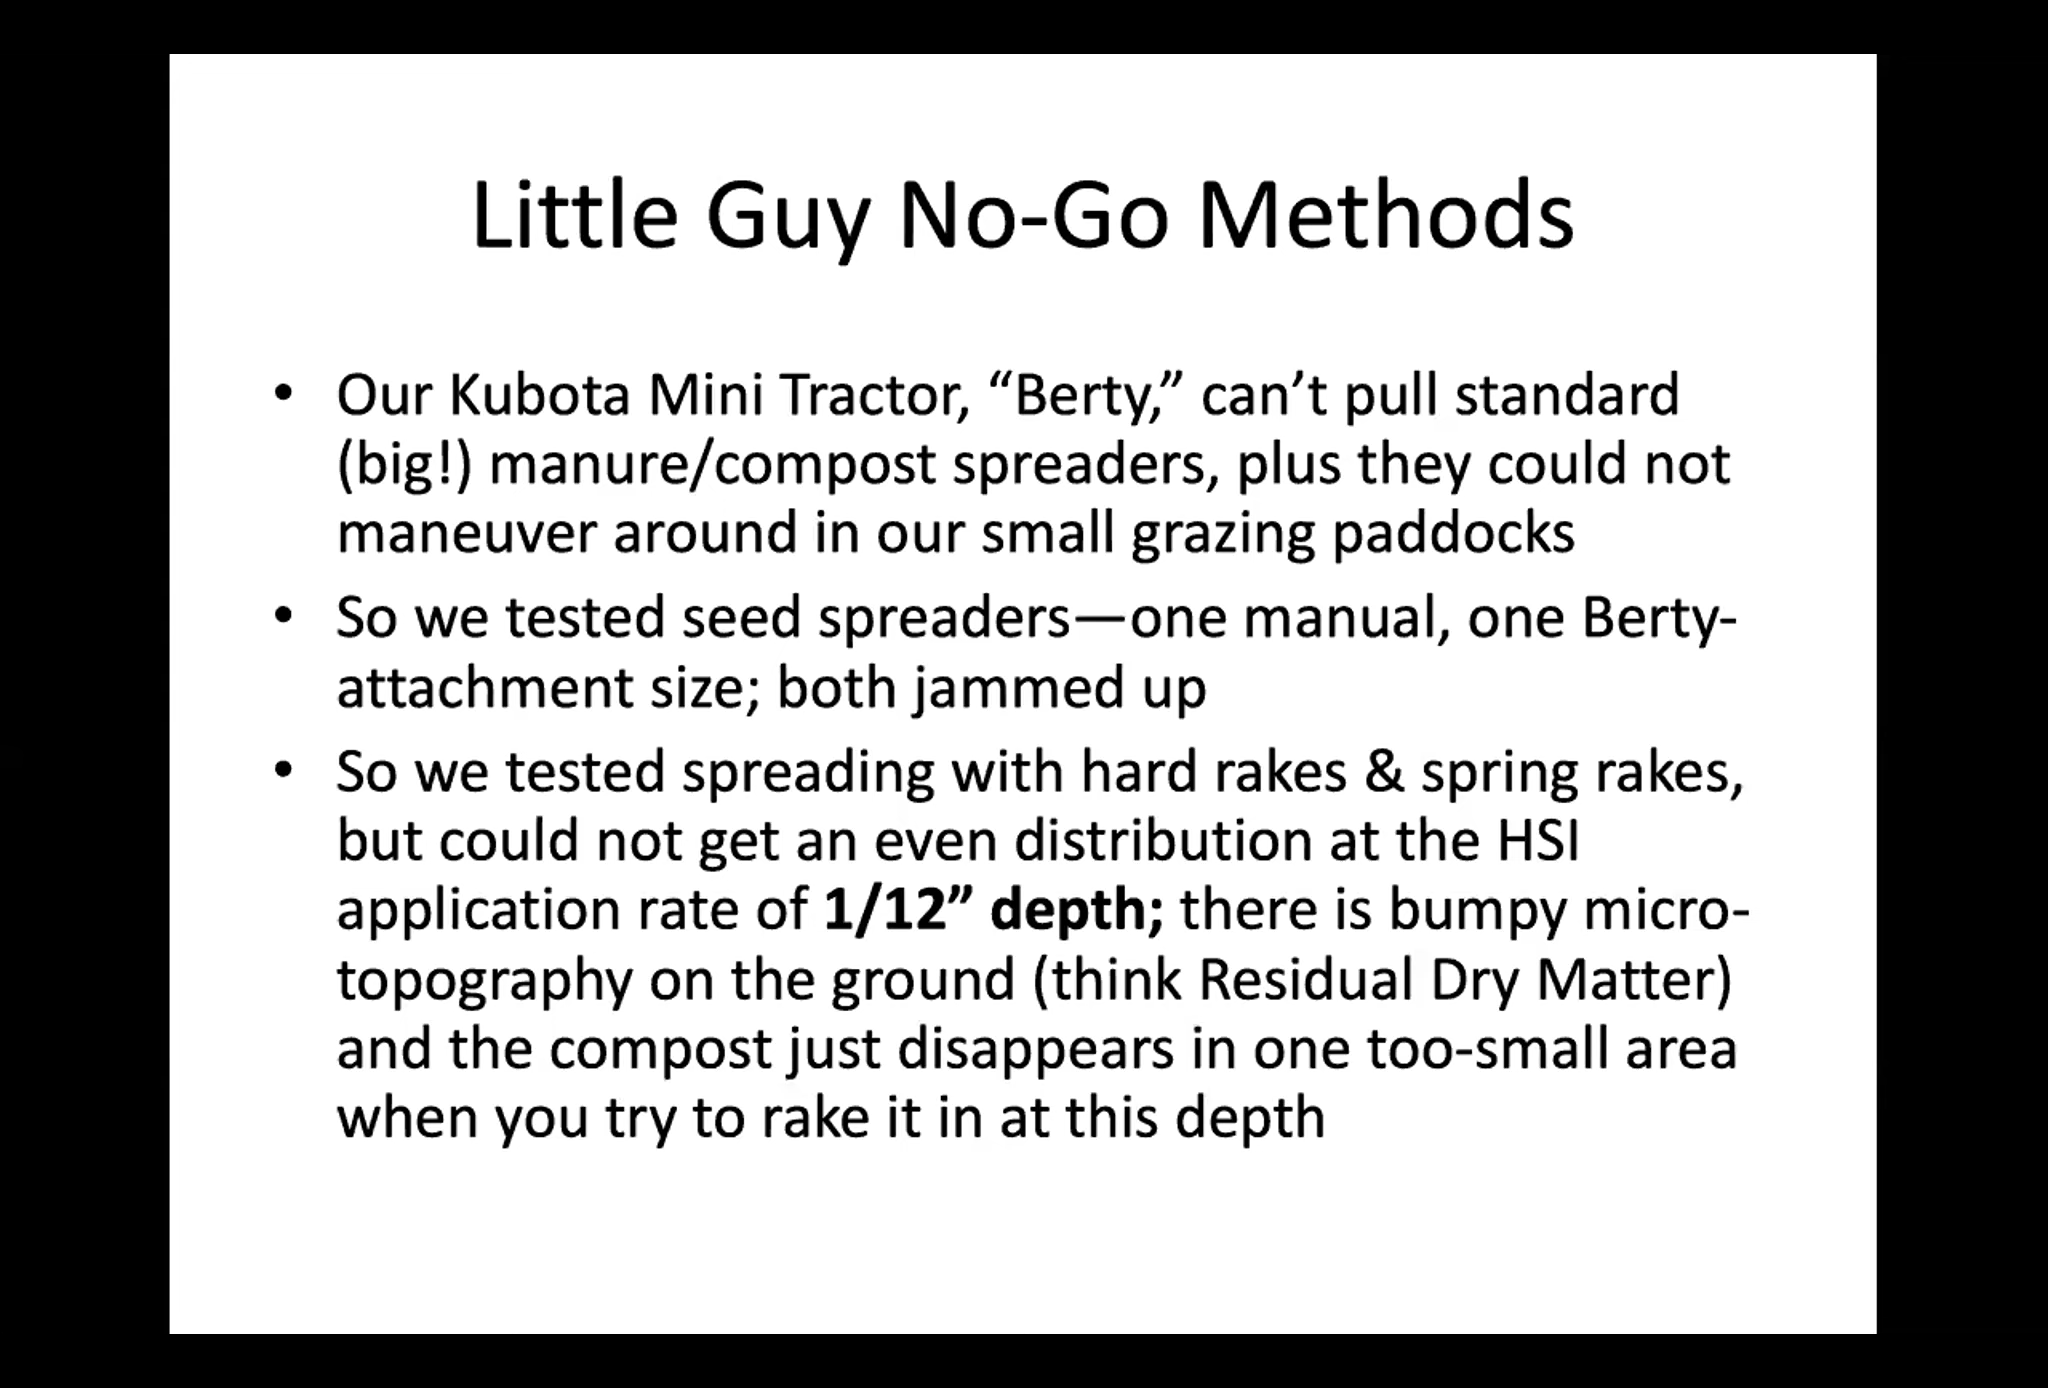 Little Guy No-Go Methods
• Our Kubota Mini Tractor, “Berty,” can’t pull standard
(big!) manure/compost spreaders, plus they could not
maneuver around in our small grazing paddocks
• So we tested seed spreaders—one manual, one Berty-
attachment size; both jammed up
• So we tested spreading with hard rakes & spring rakes,
but could not get an even distribution at the HSI
application rate of 1/12” depth; there is bumpy micro-
topography on the ground (think Residual Dry Matter)
and the compost just disappears in one too-small area
when you try to rake it in at this depth